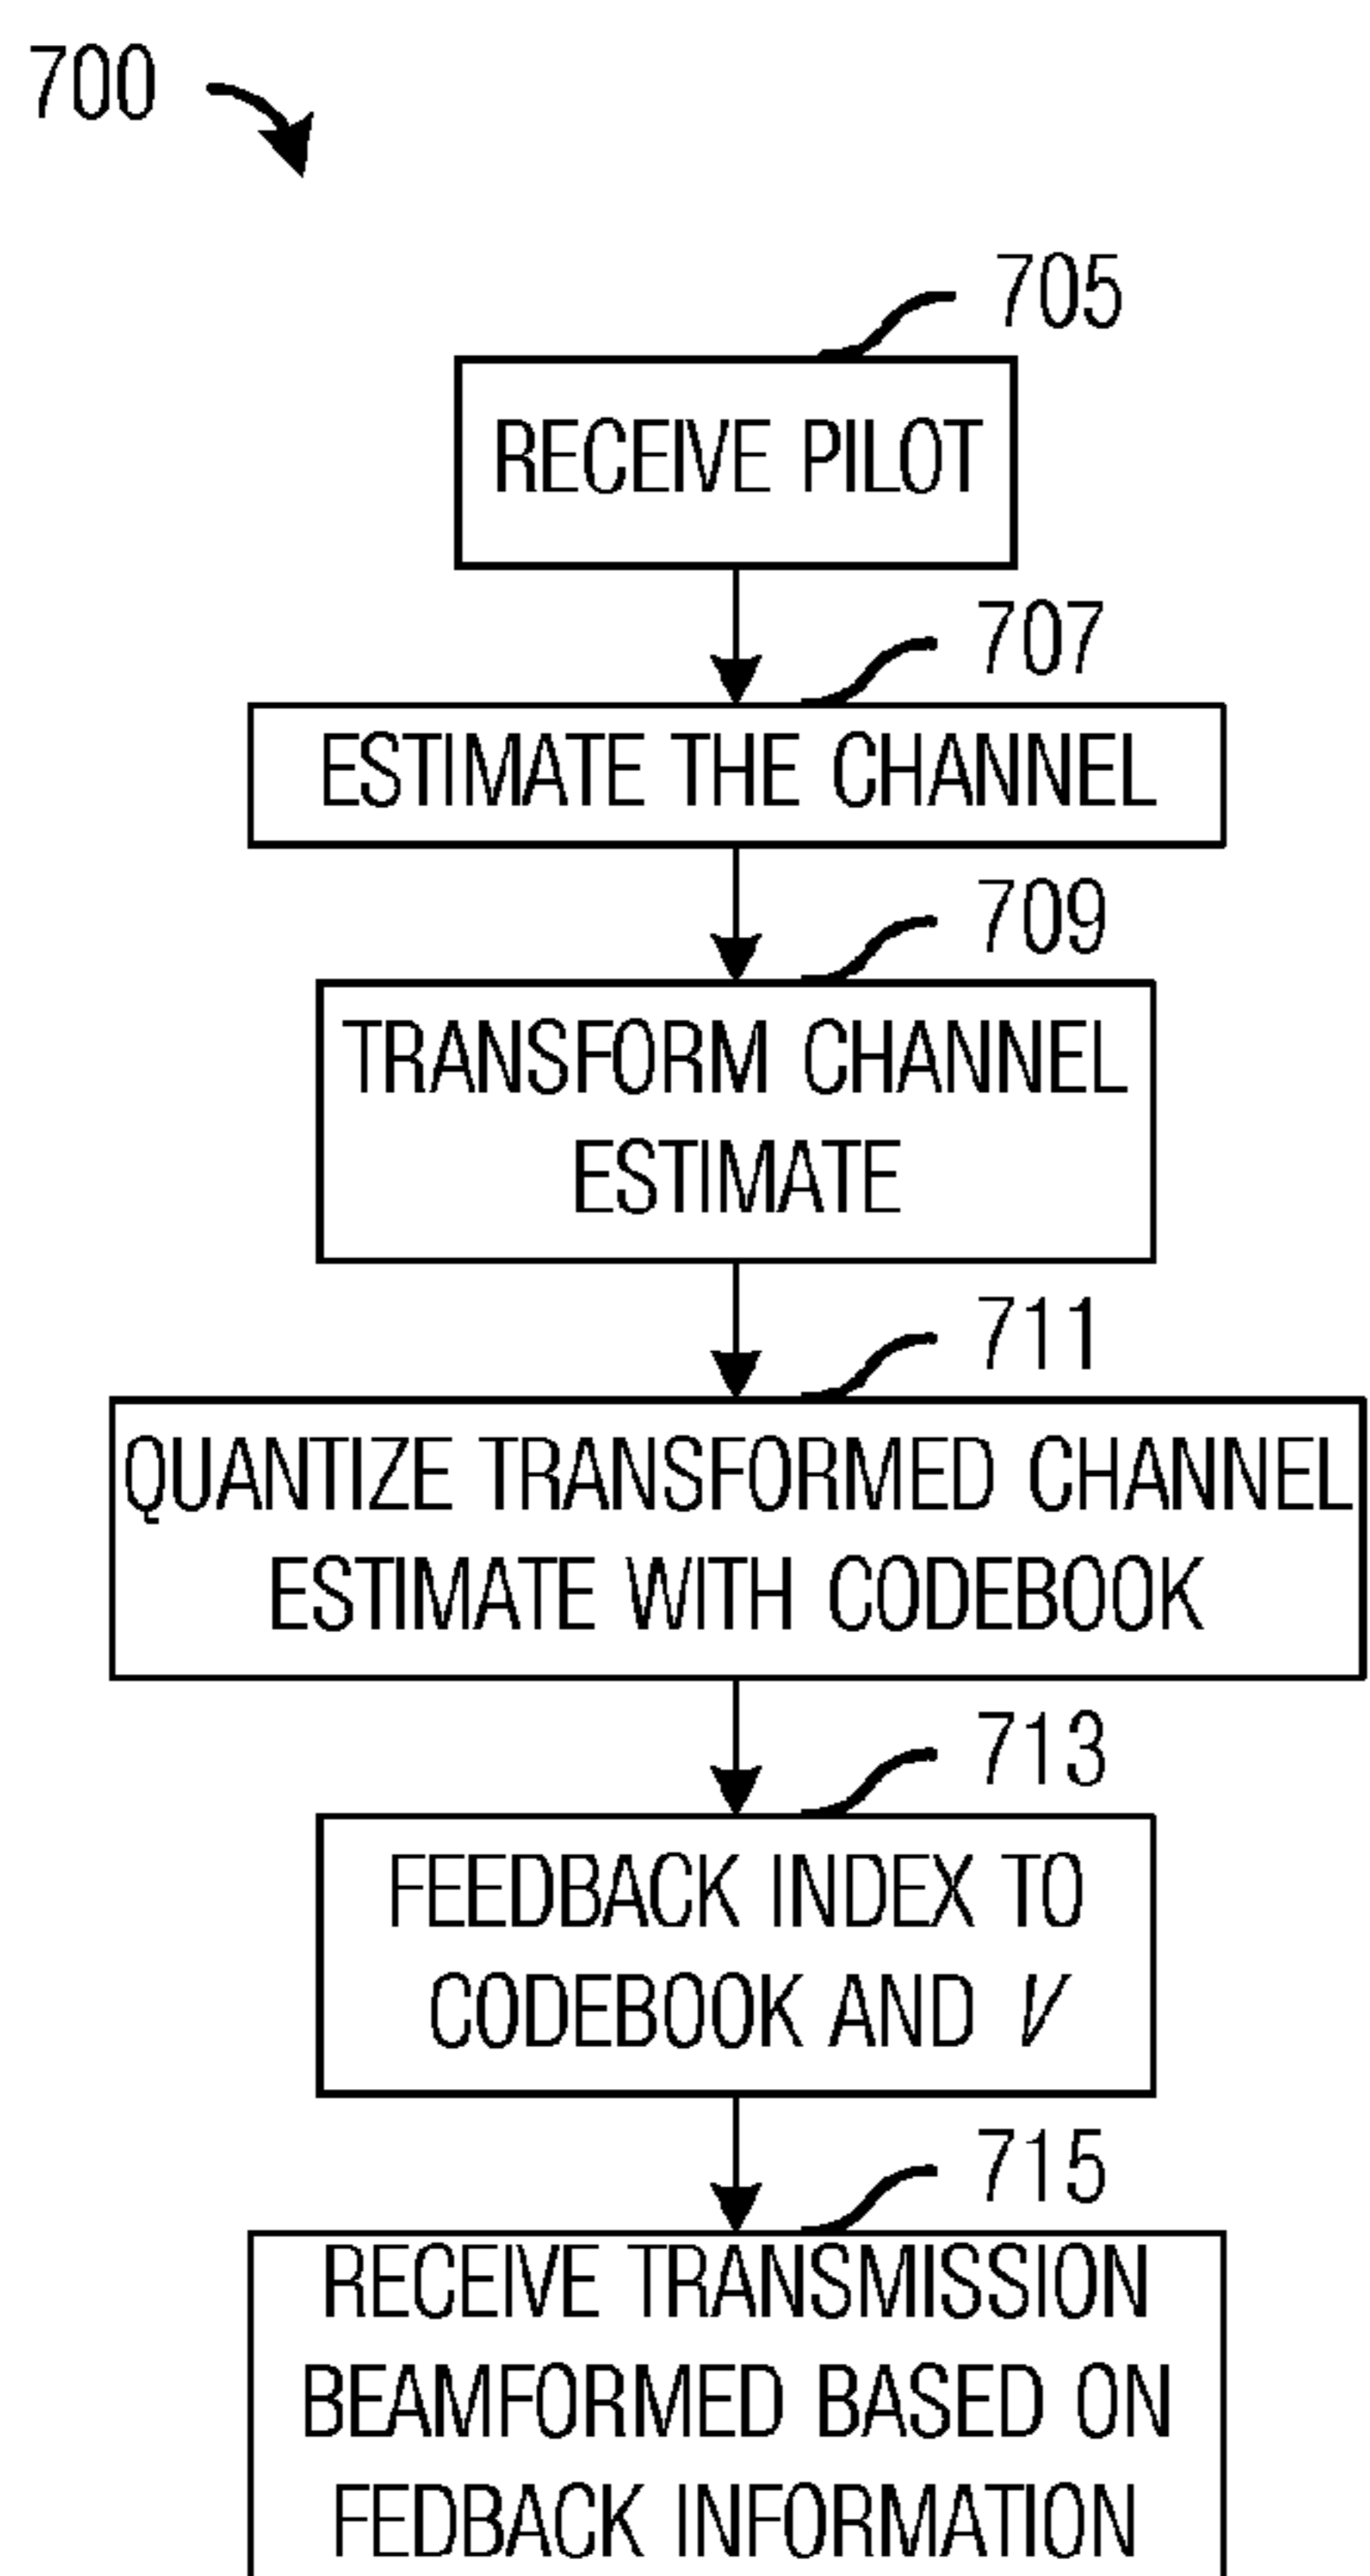 700
705
RECEIVE PILOT
707
ESTIMATE THE CHANNEL
709
TRANSFORM CHANNEL
ESTIMATE
711
QUANTIZE TRANSFORMED CHANNEL
ESTIMATE WITH CODEBOOK
713
FEEDBACK INDEX TO
CODEBOOK AND V
715
RECEIVE TRANSMISSION
BEAMFORMED BASED ON
FEDBACK INFORMATION